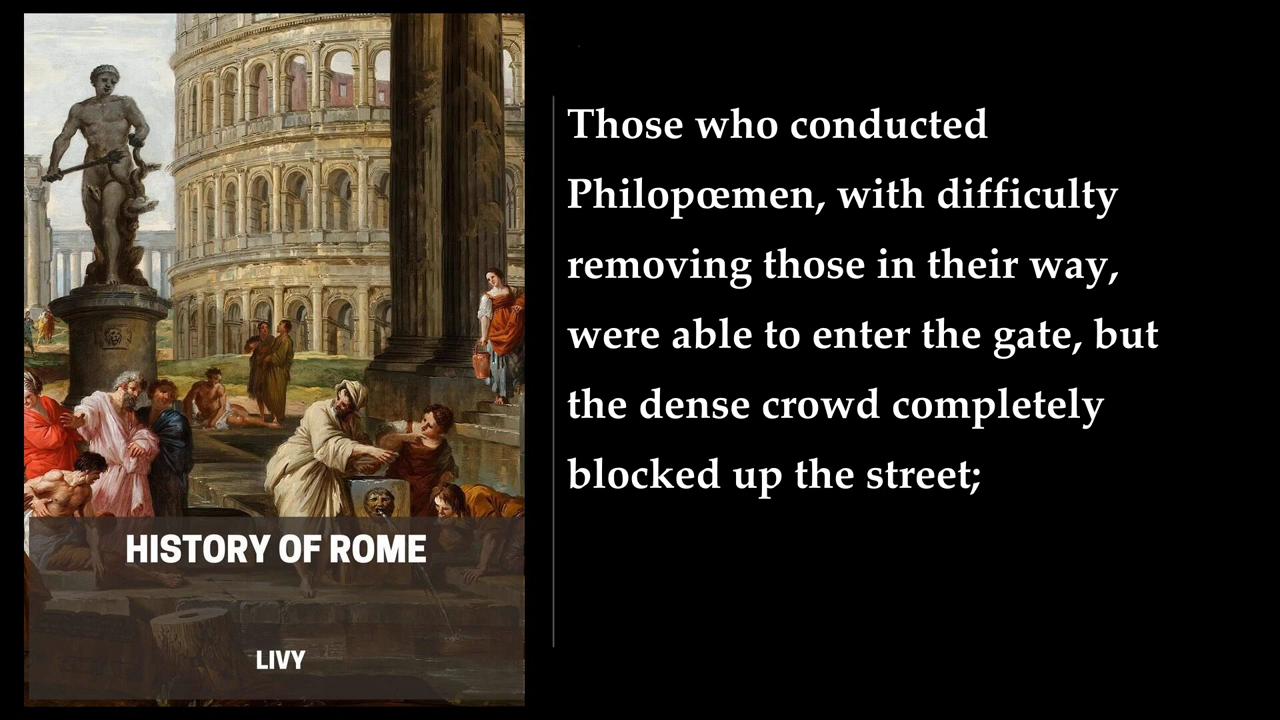 HISTORY OF ROME
LIVY
Those who conducted
Philopœmen, with difficulty
removing those in their way,
were able to enter the gate, but
the dense crowd completely
blocked up the street;